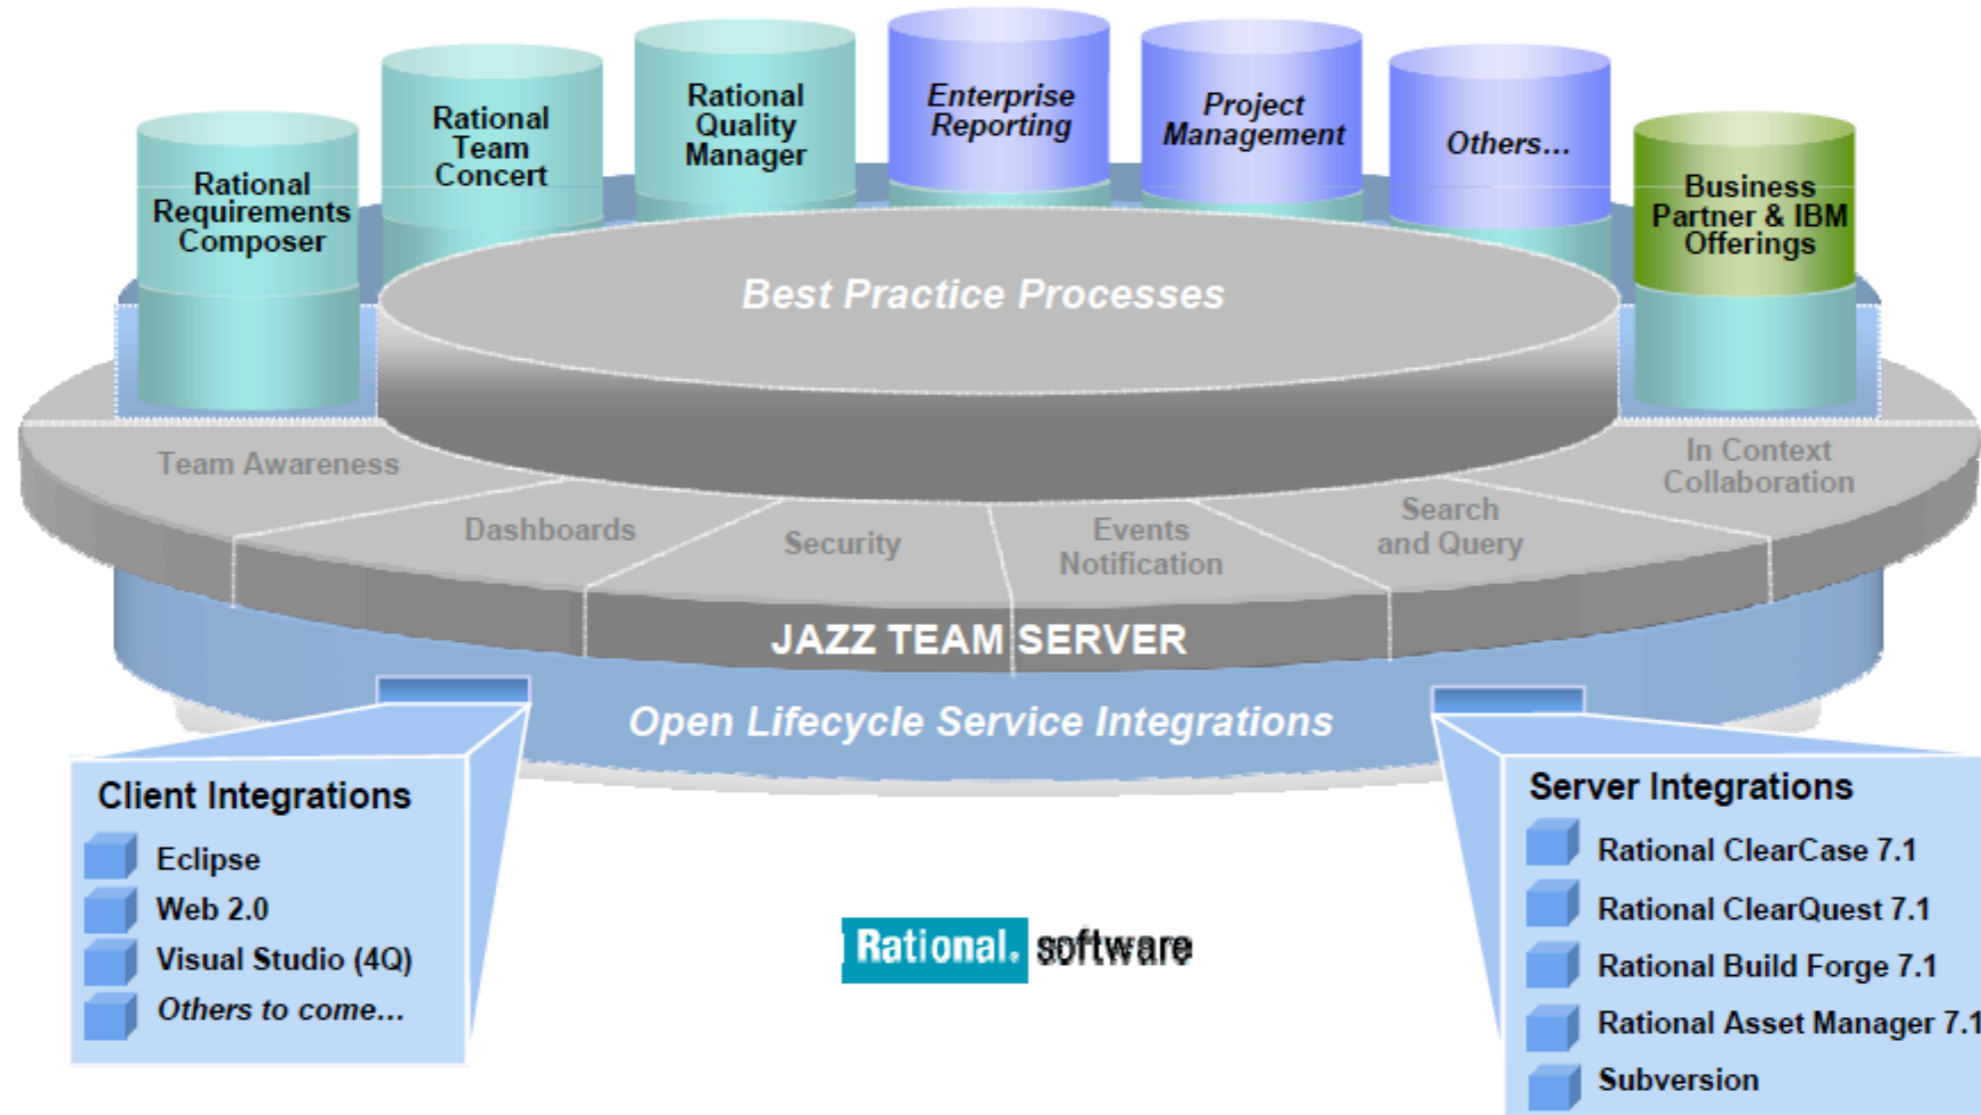 Rational
Requirements
Composer
Rational
Team
Concert
Rational
Quality
Manager
Enterprise
Reporting
Project
Management
Others...
Business
Partner & IBM
Offerings
Best Practice Processes
Team Awareness
Dashboards
Security
Events
Notification
Search
and Query
In Context
Collaboration
JAZZ TEAM SERVER
Open Lifecycle Service Integrations
Client Integrations
Eclipse
Web 2.0
Visual Studio (4Q)
Others to come...
Rational. software
Server Integrations
Rational ClearCase 7.1
Rational ClearQuest 7.1
Rational Build Forge 7.1
Rational Asset Manager 7.1
Subversion